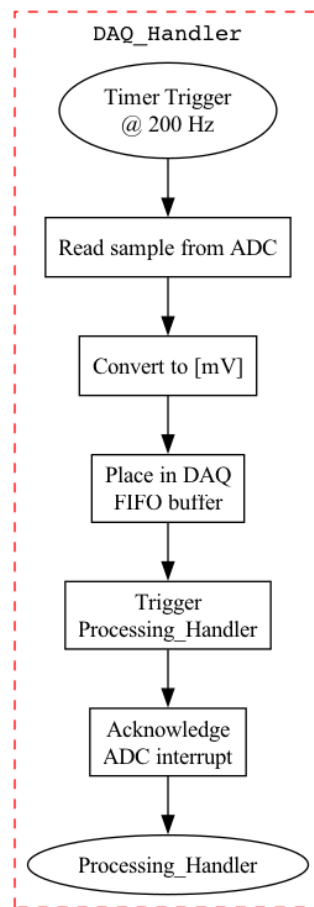 DAQ_Handler
Timer Trigger
@ 200 Hz
Read sample from ADC
Convert to [mV]
Place in DAQ
FIFO buffer
Trigger
Processing_Handler
Acknowledge
ADC interrupt
Processing_Handler